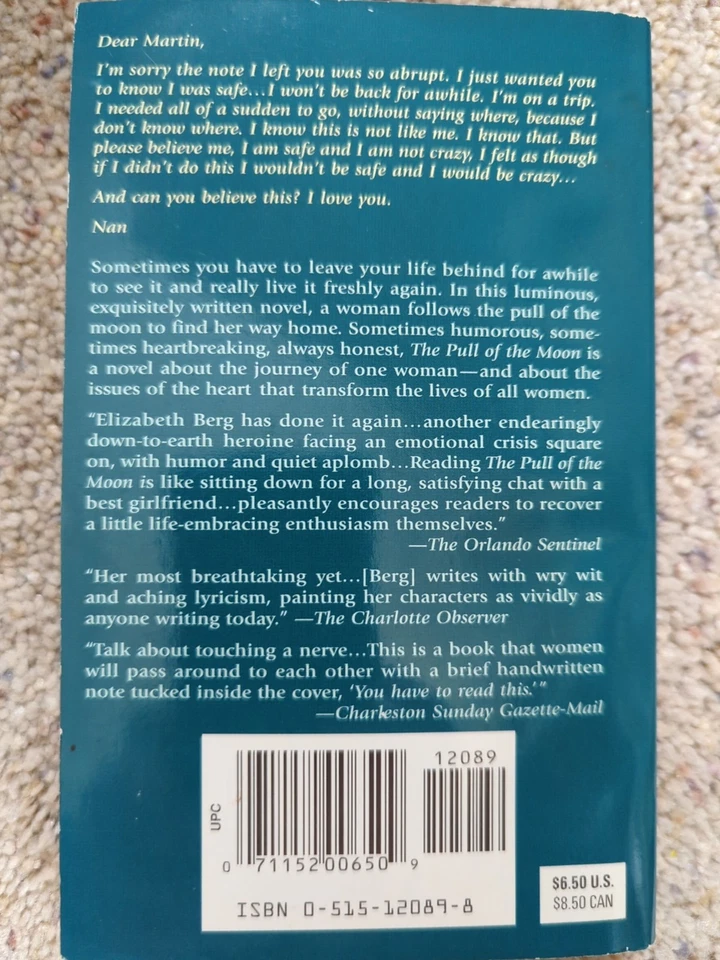 Dear Martin,
I'm sorry the note I left you was so abrupt. I just wanted you
to know I was safe...I won't be back for awhile. I'm on a trip.
I needed all of a sudden to go, without saying where, because I
don't know where. I know this is not like me. I know that. But
please believe me, I am safe and I am not crazy, I felt as though
if I didn't do this I wouldn't be safe and I would be crazy...
And can you believe this? I love you.
Nan
Sometimes you have to leave your life behind for awhile
to see it and really live it freshly again. In this luminous,
exquisitely written novel, a woman follows the pull of the
moon to find her way home. Sometimes humorous, some-
times heartbreaking, always honest, The Pull of the Moon is
a novel about the journey of one woman—and about the
issues of the heart that transform the lives of all women.
“Elizabeth Berg has done it again...another endearingly
down-to-earth heroine facing an emotional crisis square
on, with humor and quiet aplomb...Reading The Pull of the
Moon is like sitting down for a long, satisfying chat with a
best girlfriend...pleasantly encourages readers to recover
a little life-embracing enthusiasm themselves.”
—The Orlando Sentinel
“Her most breathtaking yet...[Berg] writes with wry wit
and aching lyricism, painting her characters as vividly as
anyone writing today.” —The Charlotte Observer
“Talk about touching a nerve...This is a book that women
will pass around to each other with a brief handwritten
note tucked inside the cover, ‘You have to read this.’”
—Charleston Sunday Gazette-Mail
12089
UPC
0 71152 00650 9
ISBN 0-515-12089-8
$6.50 U.S.
$8.50 CAN